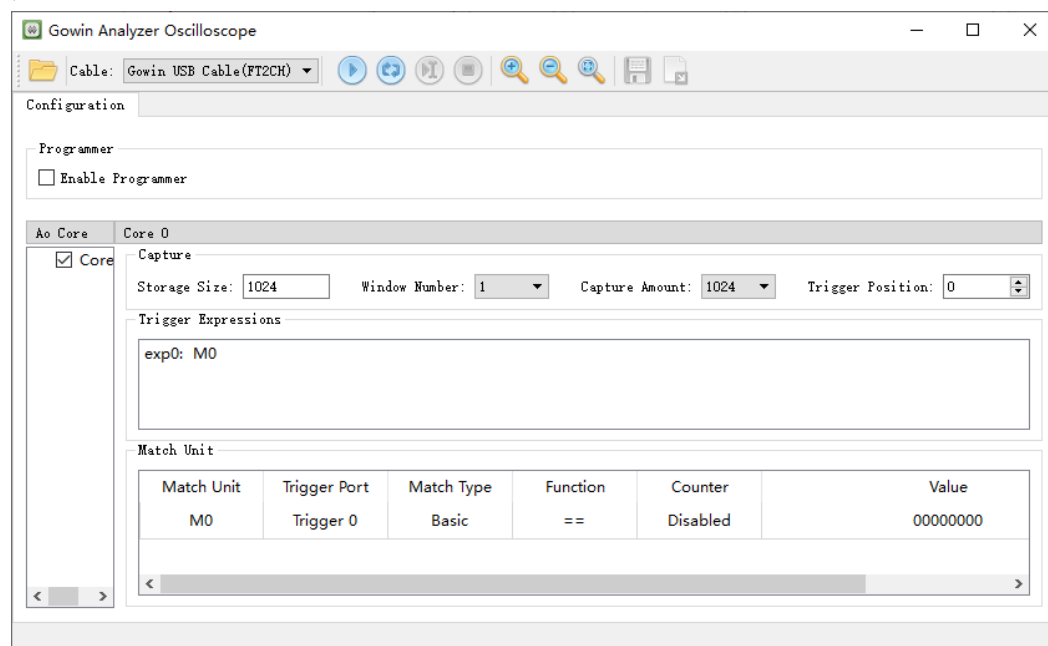 Gowin Analyzer Oscilloscope
Cable: Gowin USB Cable(FT2CH)
Configuration
Programmer
Enable Programmer
Ao Core Core 0
Core
Capture
Storage Size: 1024 Window Number: 1 Capture Amount: 1024 Trigger Position: 0
Trigger Expressions
exp0: M0
Match Unit
Match Unit Trigger Port Match Type Function Counter Value
M0 Trigger 0 Basic == Disabled 00000000